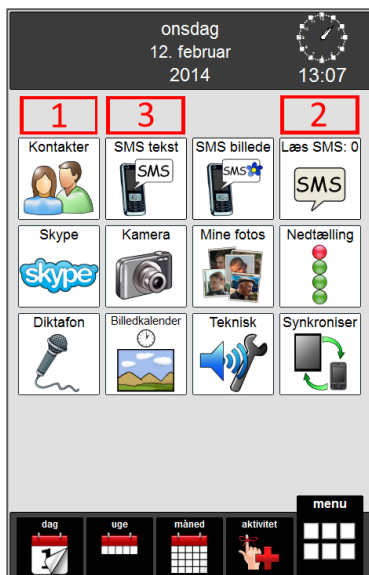 onsdag
12. februar
2014
13:07
1
3
2
Kontakter
SMS tekst
SMS billede
Læs SMS: 0
SMS
SMS
SMS
Skype
Kamera
Mine fotos
Nedtælling
skype
Diktafon
Billedkalender
Teknisk
Synkroniser
menu
dag
uge
måned
aktivitet
1